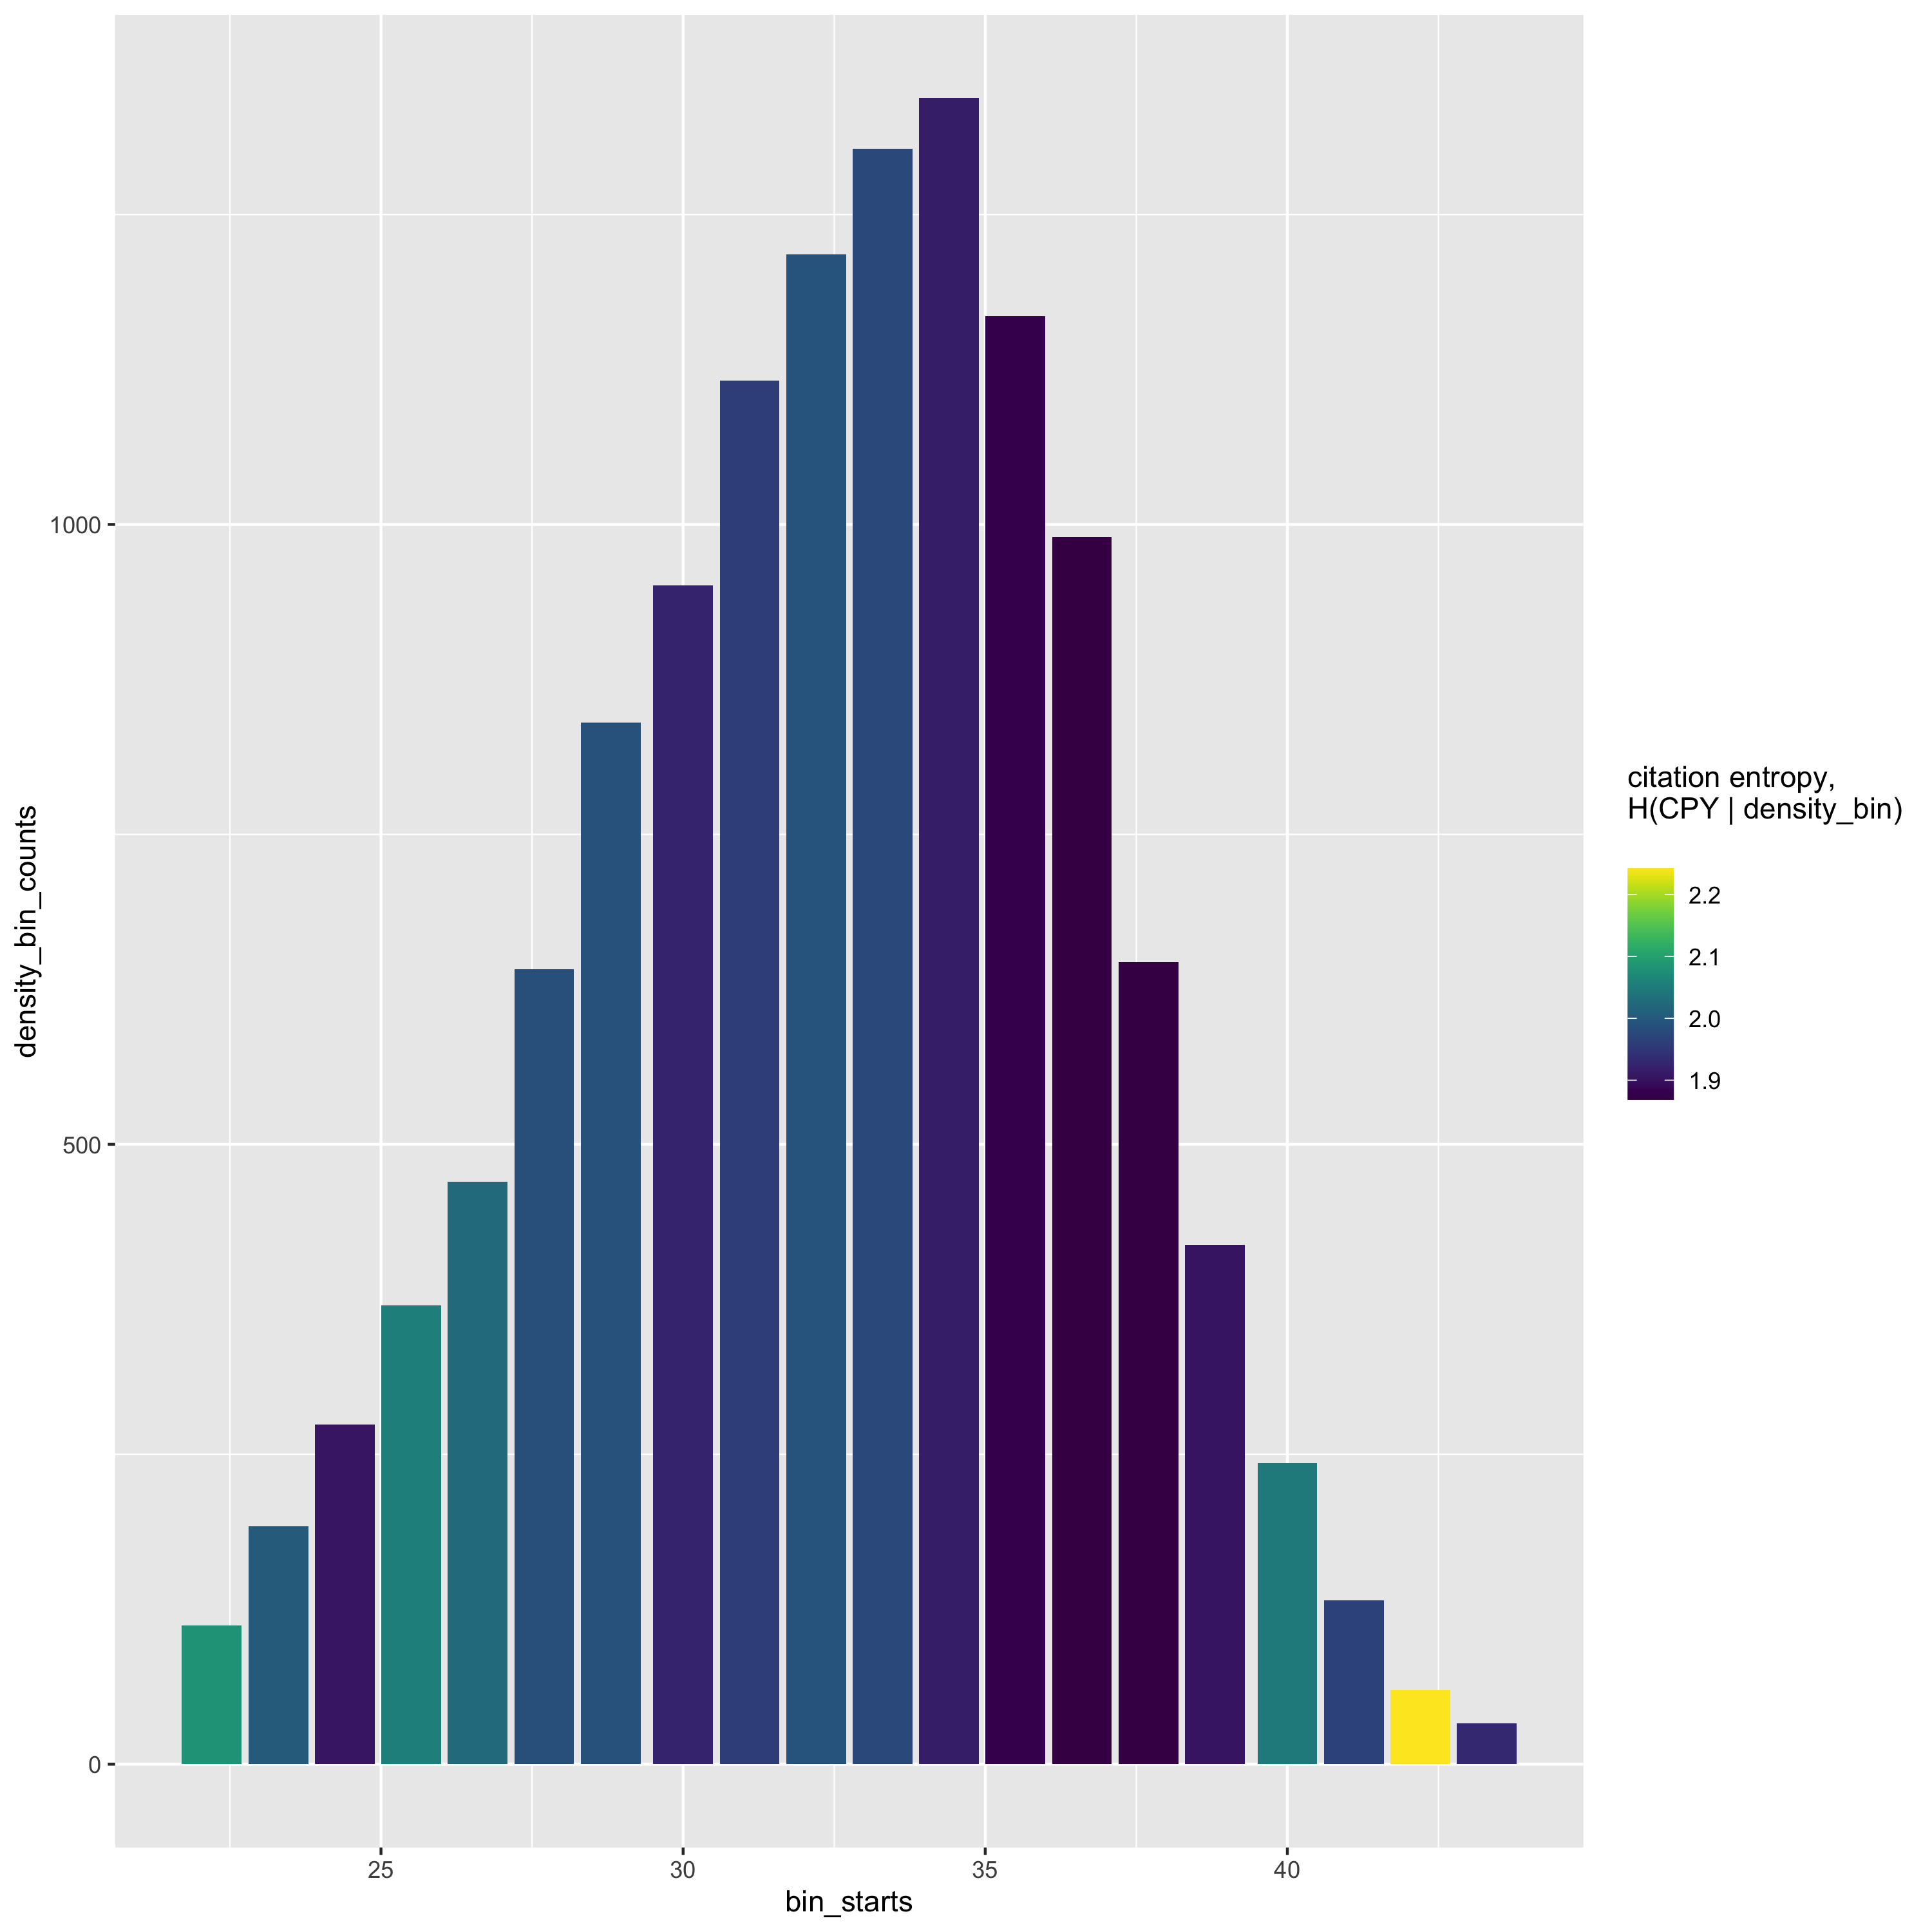 1000
500
0
density_bin_counts
25
30
35
40
bin_starts
citation entropy,
H(CPY | density_bin)
2.2
2.1
2.0
1.9